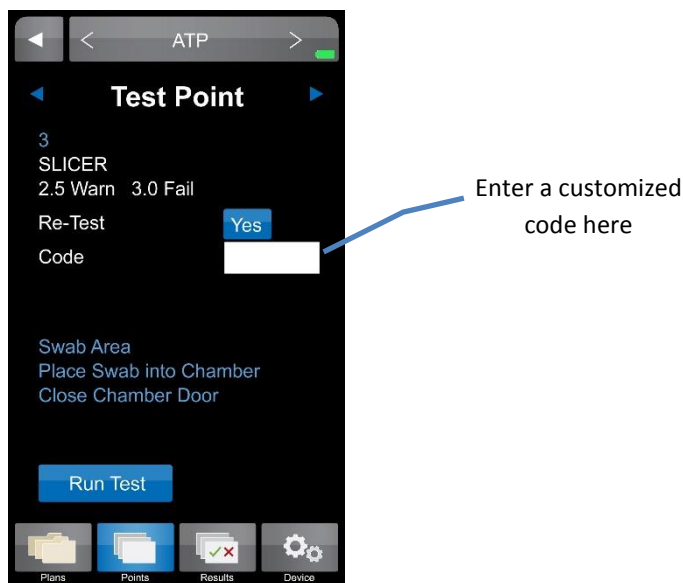 ATP
Test Point
3
SLICER
2.5 Warn 3.0 Fail
Re-Test Yes
Code
Enter a customized
code here
Swab Area
Place Swab into Chamber
Close Chamber Door
Run Test
Plans Points Results Device